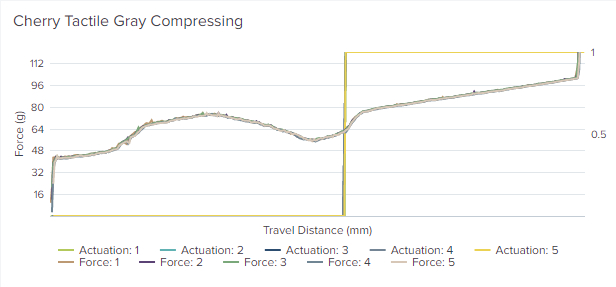 Cherry Tactile Gray Compressing
112
96
80
64
48
32
16
Force (g)
1
0.5
Travel Distance (mm)
Actuation: 1 Actuation: 2 Actuation: 3 Actuation: 4 Actuation: 5
Force: 1 Force: 2 Force: 3 Force: 4 Force: 5